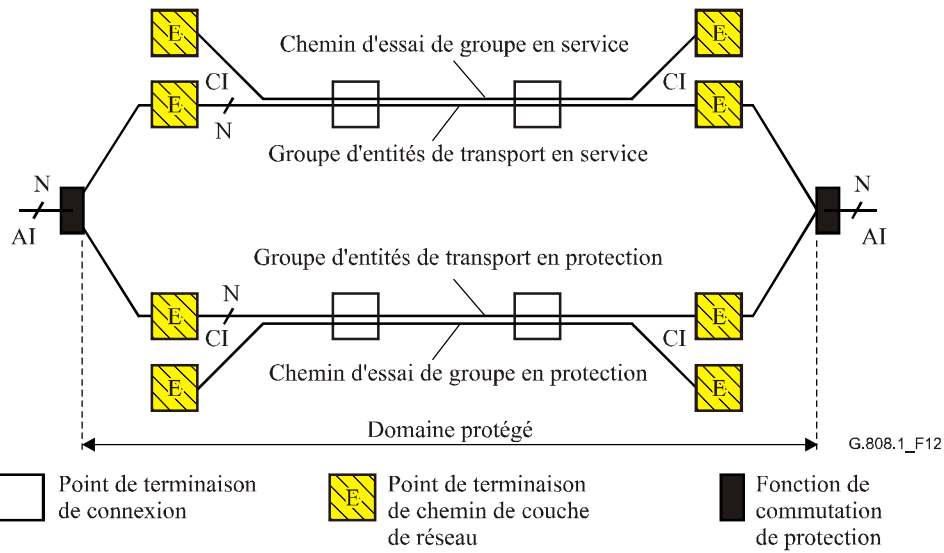 E
E
Chemin d'essai de groupe en service
CI
CI
E
E
N
Groupe d'entités de transport en service
N
N
AI
AI
Groupe d'entités de transport en protection
N
E
E
CI
CI
Chemin d'essai de groupe en protection
E
E
Domaine protégé
G.808.1_F12
Point de terminaison
de connexion
E
Point de terminaison
de chemin de couche
de réseau
Fonction de
commutation
de protection